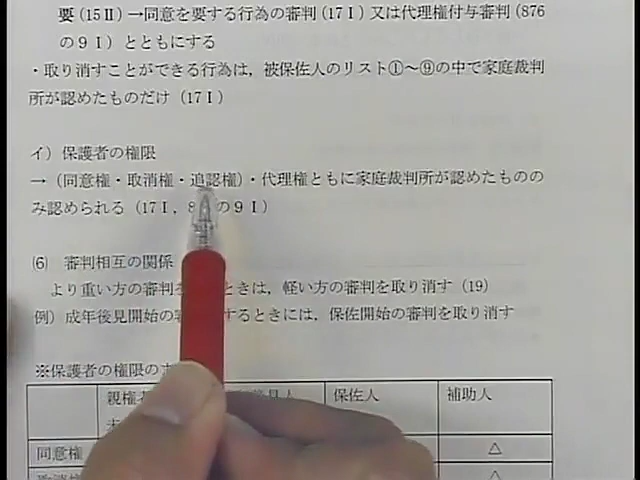 要(15Ⅱ)→同意を要する行為の審判(17Ⅰ)又は代理権付与審判(876
の9Ⅰ)とともにする
・取り消すことができる行為は，被保佐人のリスト①～⑨の中で家庭裁判
所が認めたものだけ(17Ⅰ)
イ）保護者の権限
→（同意権・取消権・追認権）・代理権ともに家庭裁判所が認めたものの
み認められる(17Ⅰ，8 の9Ⅰ)
(6) 審判相互の関係
より重い方の審判 ときは，軽い方の審判を取り消す(19)
例）成年後見開始の するときには，保佐開始の審判を取り消す
※保護者の権限の
親権 保佐人 補助人
同意権 △
△